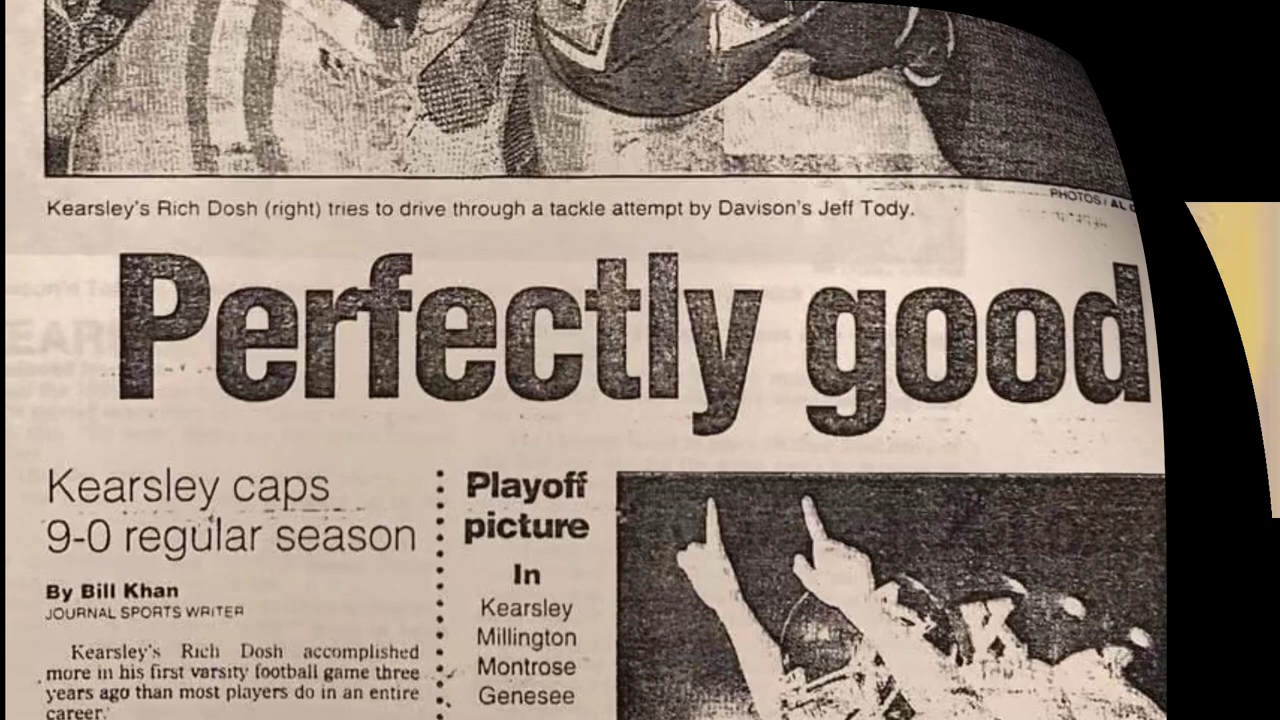 PHOTOS / AL
Kearsley's Rich Dosh (right) tries to drive through a tackle attempt by Davison's Jeff Tody.
Perfectly good
Kearsley caps
9-0 regular season
By Bill Khan
JOURNAL SPORTS WRITER
Kearsley's Rich Dosh accomplished
more in his first varsity football game three
years ago than most players do in an entire
career.
Playoff
picture
In
Kearsley
Millington
Montrose
Genesee